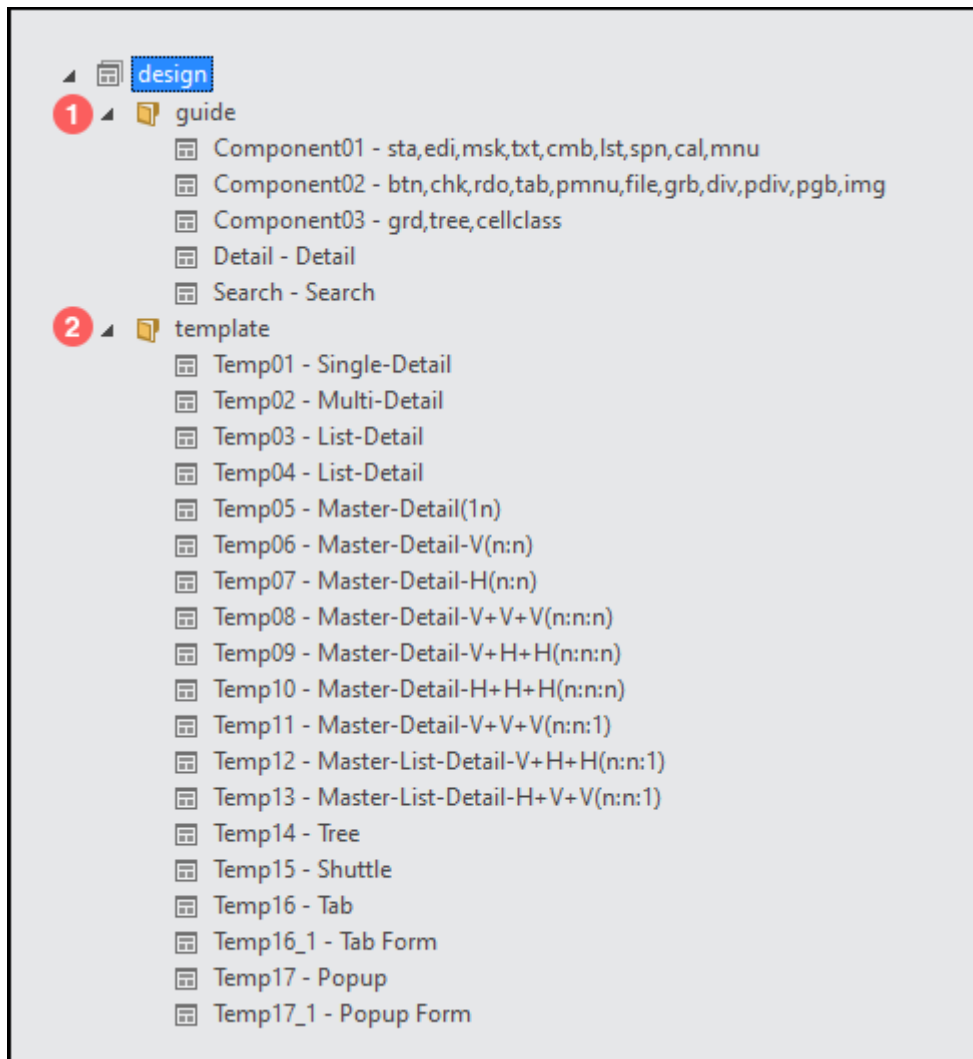 design
1 guide
Component01 - sta,edi,msk,txt,cmb,lst,spn,cal,mnu
Component02 - btn,chk,rdo,tab,pmnu,file,grb,div,pdiv,pgb,img
Component03 - grd,tree,cellclass
Detail - Detail
Search - Search
2 template
Temp01 - Single-Detail
Temp02 - Multi-Detail
Temp03 - List-Detail
Temp04 - List-Detail
Temp05 - Master-Detail(1n)
Temp06 - Master-Detail-V(n:n)
Temp07 - Master-Detail-H(n:n)
Temp08 - Master-Detail-V+V+V(n:n:n)
Temp09 - Master-Detail-V+H+H(n:n:n)
Temp10 - Master-Detail-H+H+H(n:n:n)
Temp11 - Master-Detail-V+V+V(n:n:1)
Temp12 - Master-List-Detail-V+H+H(n:n:1)
Temp13 - Master-List-Detail-H+V+V(n:n:1)
Temp14 - Tree
Temp15 - Shuttle
Temp16 - Tab
Temp16_1 - Tab Form
Temp17 - Popup
Temp17_1 - Popup Form